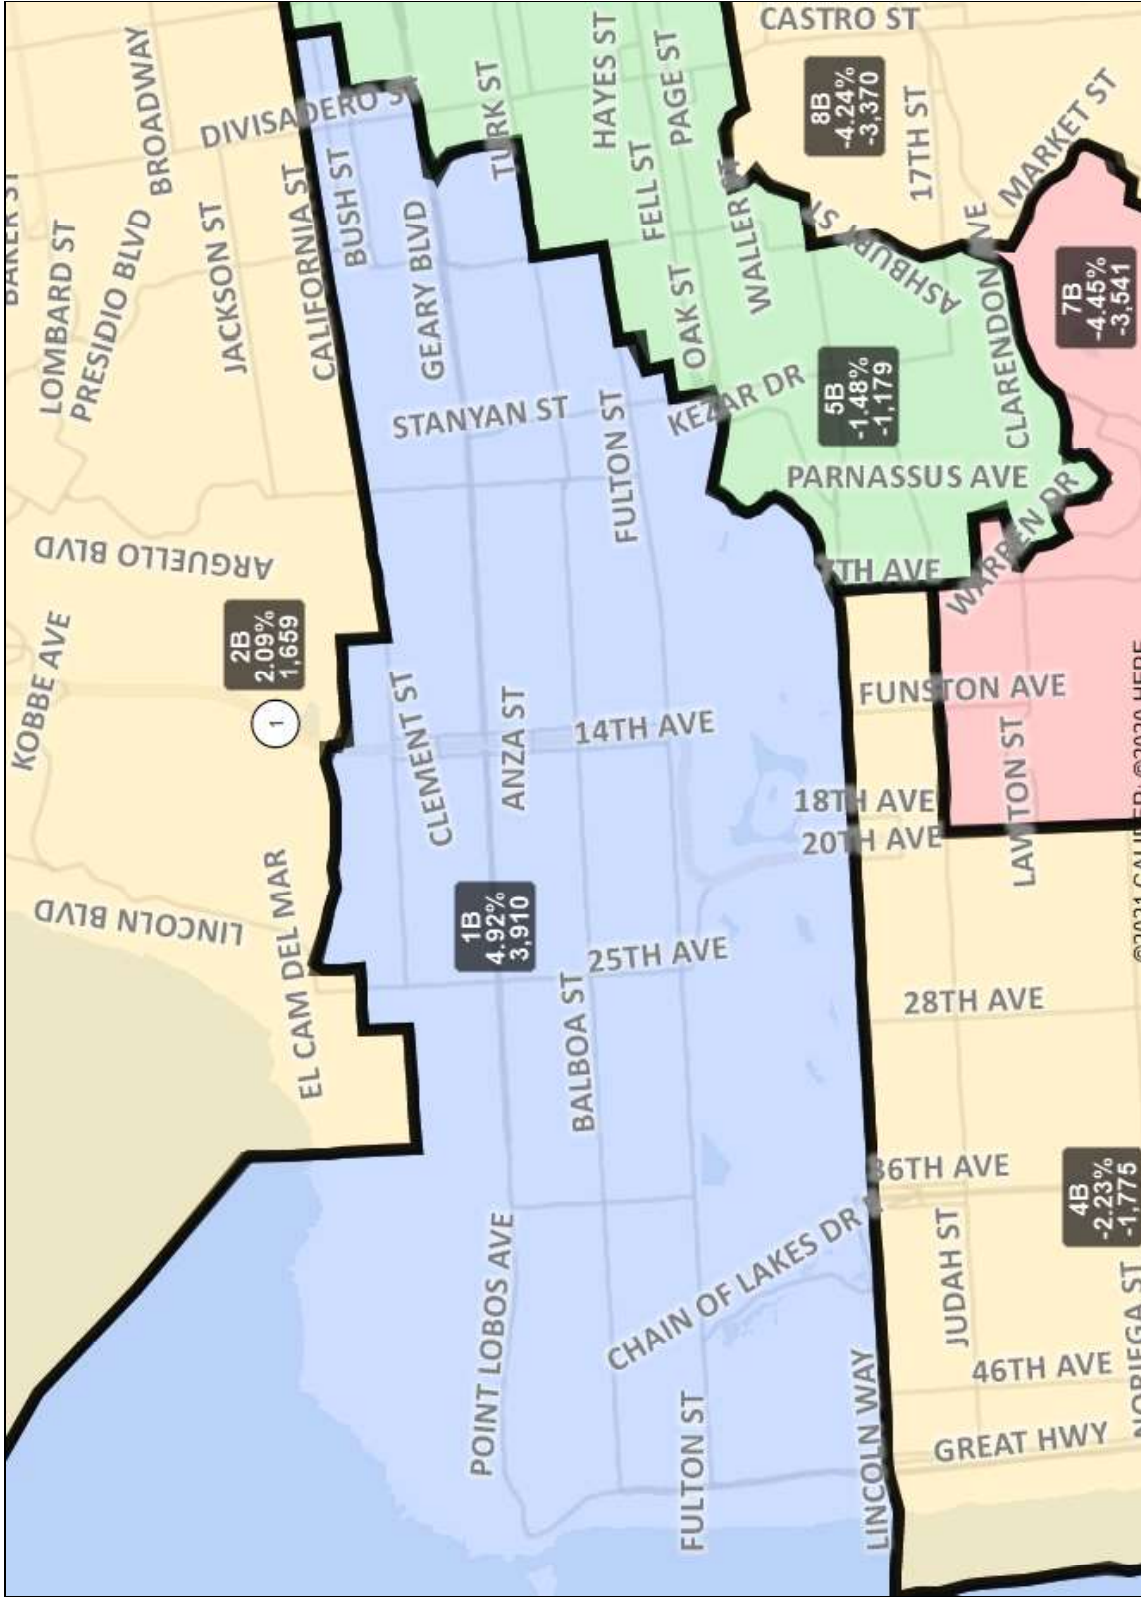 CASTRO ST
BROADWAY
DIVISADERO ST
TURK ST
HAYES ST
PAGE ST
8B
-4.24%
-3,370
17TH ST
MARKET ST
BAKER ST
LOMBARD ST
PRESIDIO BLVD
JACKSON ST
CALIFORNIA ST
BUSH ST
GEARY BLVD
FELL ST
OAK ST
WALLER ST
ASHBURY ST
CLARENDON AVE
7B
-4.45%
-3,541
5B
-1.48%
-1,179
STANYAN ST
FULTON ST
KEZAR DR
PARNASSUS AVE
WARREN DR
7TH AVE
ARGUELLO BLVD
KOBBE AVE
2B
2.09%
1,659
1
CLEMENT ST
ANZA ST
14TH AVE
FUNSTON AVE
LAWTON ST
18TH AVE
20TH AVE
LINCOLN BLVD
EL CAM DEL MAR
1B
4.92%
3,910
25TH AVE
BALBOA ST
28TH AVE
©2021 CALIPER; ©2020 HERE
36TH AVE
4B
-2.23%
-1,775
JUDAH ST
NORIEGA ST
POINT LOBOS AVE
CHAIN OF LAKES DR E
46TH AVE
GREAT HWY
FULTON ST
LINCOLN WAY